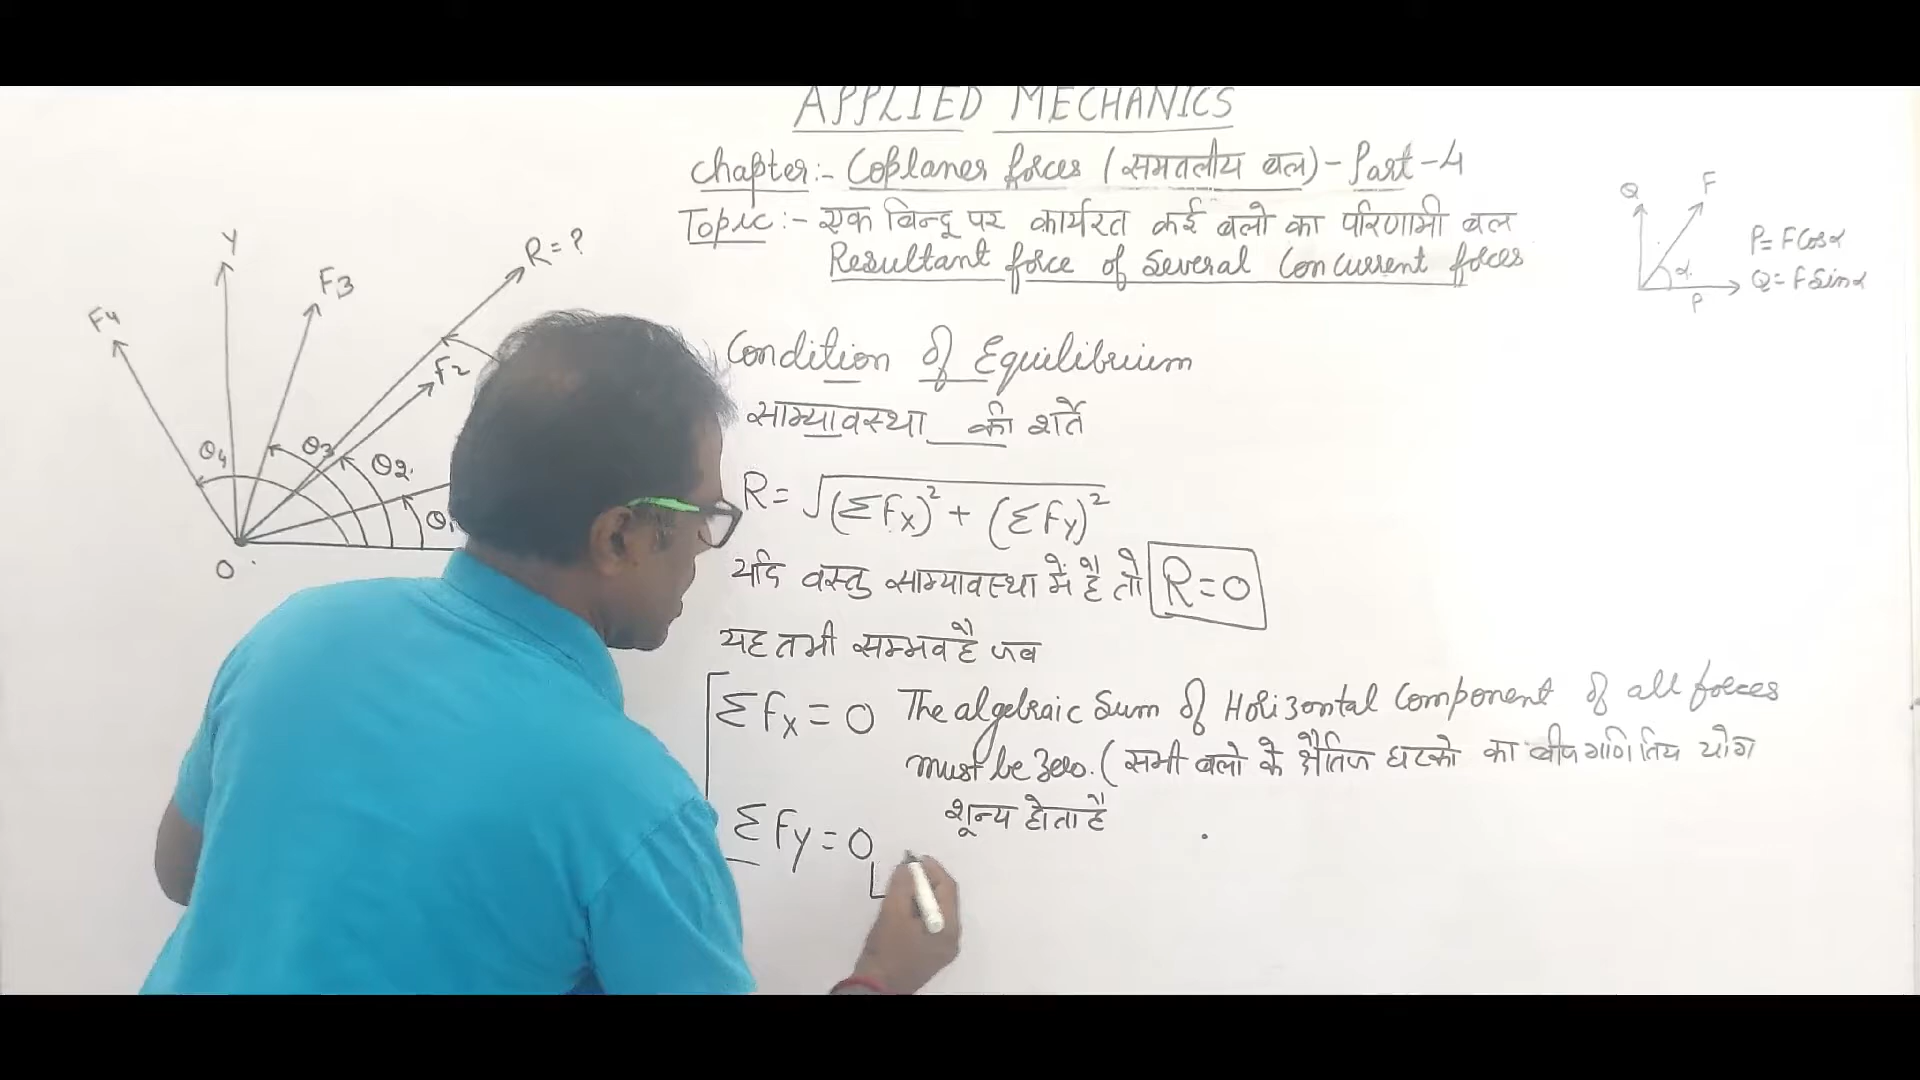 APPLIED MECHANICS
Chapter:- Coplaner forces (समतलीय बल) - Part-4
Topic:- एक बिन्दू पर कार्यरत कई बलो का परिणामी बल
Resultant force of Several Concurrent forces
Q
F
α
P
P= FCosα
Q= FSinα
Y
R=?
F3
F4
F2
θ4
θ3
θ2
θ1
O
Condition of Equilibrium
साम्यावस्था की शर्ते
R= √(ΣFx)² + (ΣFy)²
यदि वस्तु साम्यावस्था में है तो R=0
यह तभी सम्भव है जब
ΣFx = 0 The algebraic Sum of Horizontal Component of all forces
must be Zero. (सभी बलो के क्षैतिज घटको का बीजगणितिय योग
शून्य होता है
ΣFy = 0